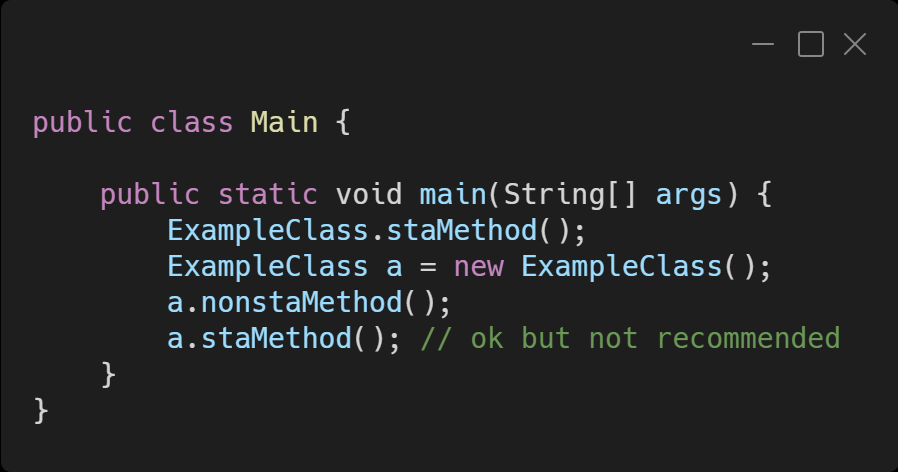 public class Main {
public static void main(String[] args) {
ExampleClass.staMethod();
ExampleClass a = new ExampleClass();
a.nonstaMethod();
a.staMethod(); // ok but not recommended
}
}